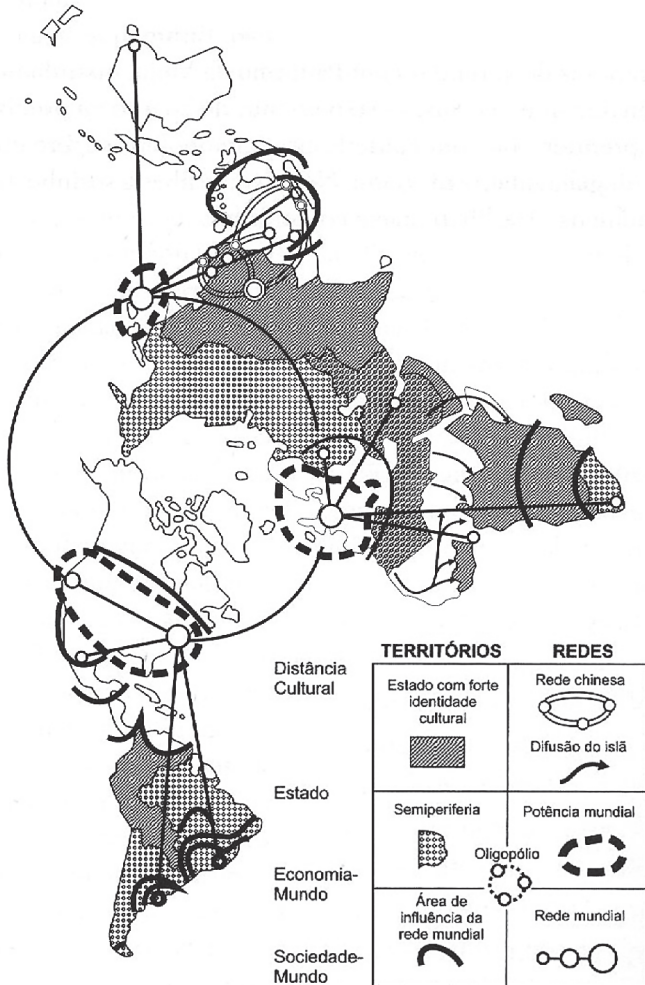 TERRITÓRIOS
REDES
Distância
Cultural
Estado com forte
identidade
cultural
Rede chinesa
Difusão do islã
Estado
Semiperiferia
Potência mundial
Oligopólio
Economia-
Mundo
Área de
influência da
rede mundial
Rede mundial
Sociedade-
Mundo